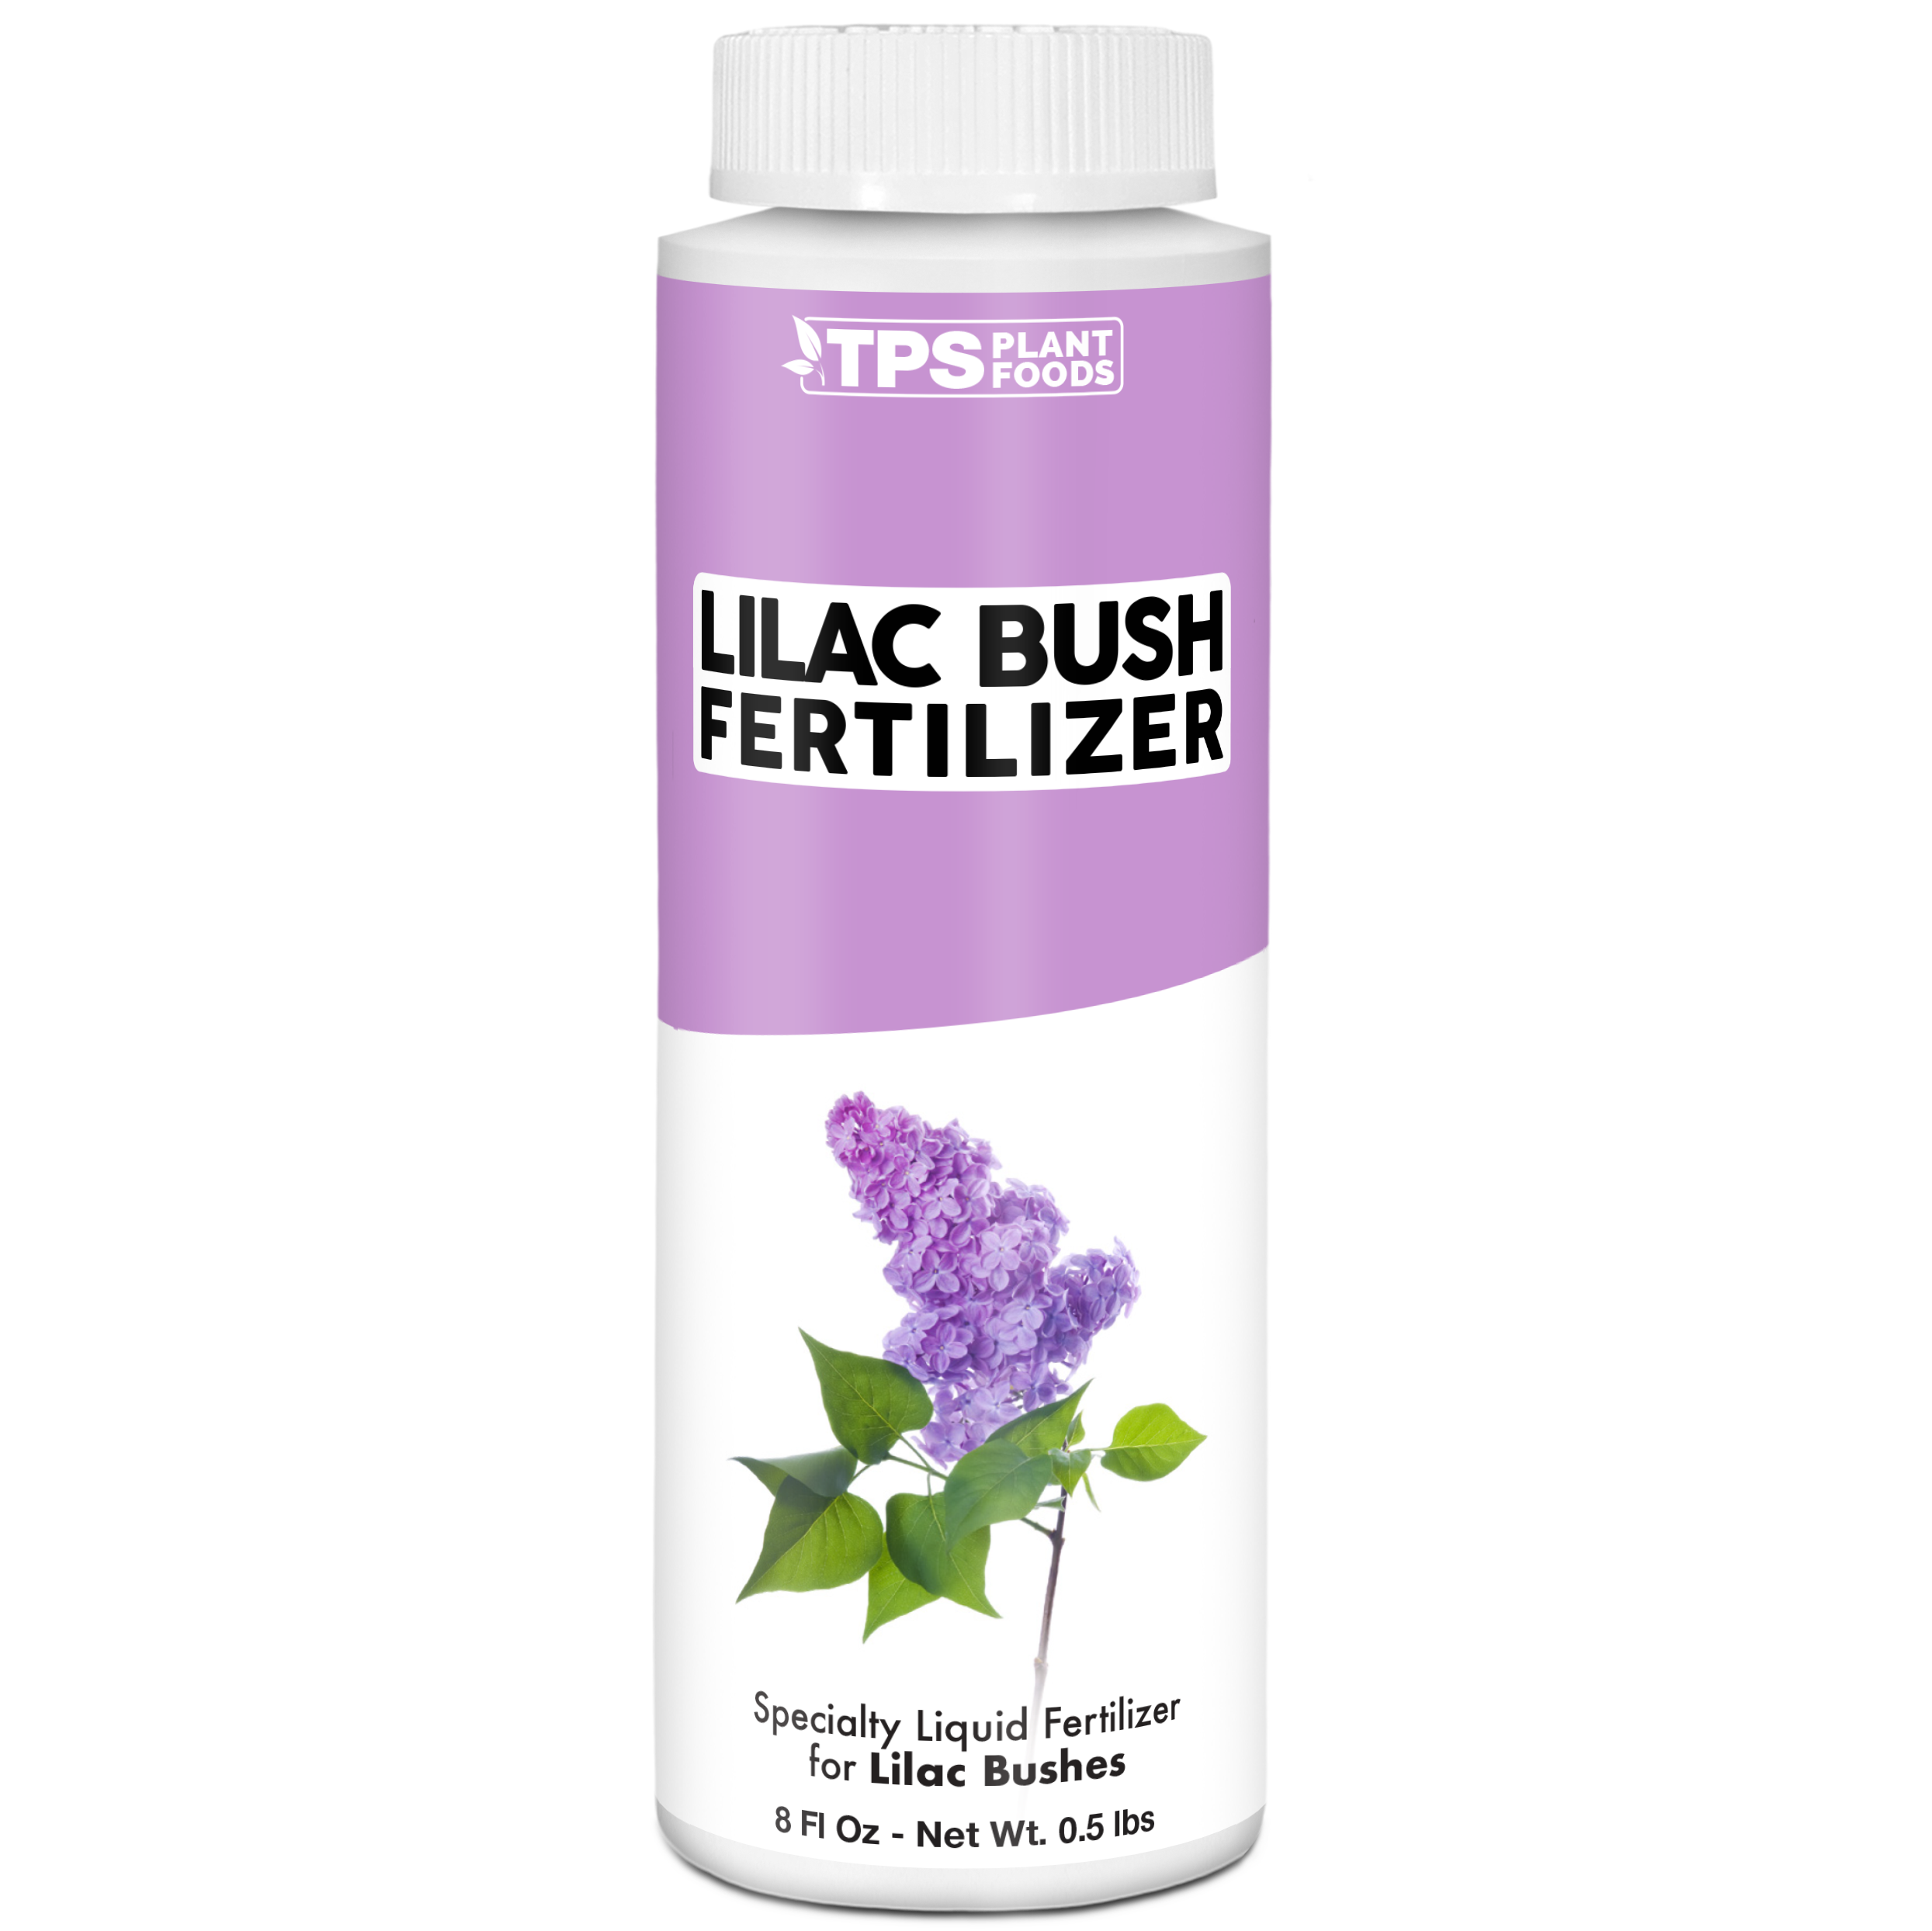 TPS PLANT FOODS
LILAC BUSH
FERTILIZER
Specialty Liquid Fertilizer
for Lilac Bushes
8 Fl Oz - Net Wt. 0.5 lbs